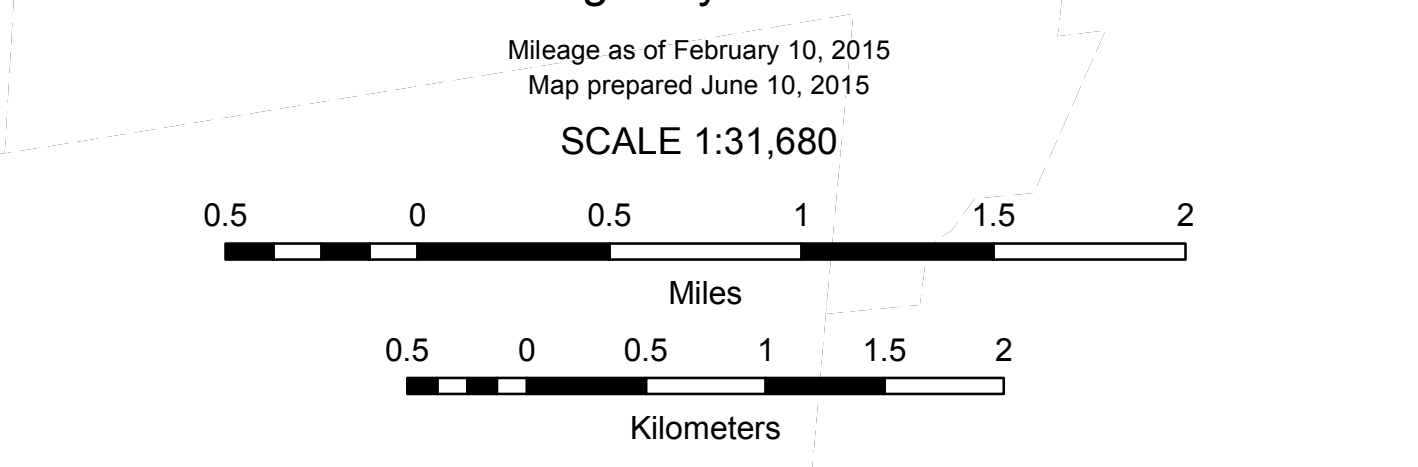 Mileage as of February 10, 2015
Map prepared June 10, 2015
SCALE 1:31,680
0.5 0 0.5 1 1.5 2
Miles
0.5 0 0.5 1 1.5 2
Kilometers